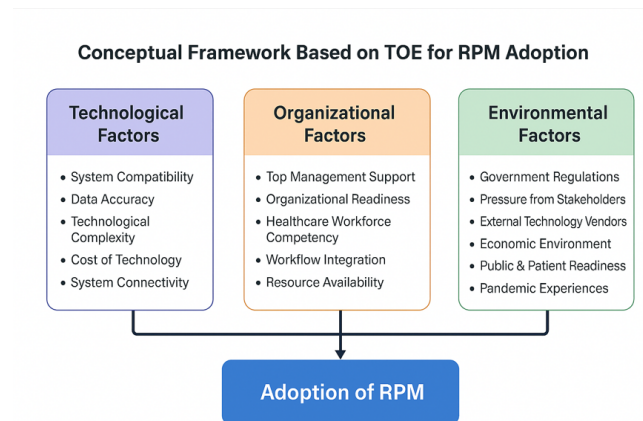 Conceptual Framework Based on TOE for RPM Adoption
Technological
Factors
• System Compatibility
• Data Accuracy
• Technological
Complexity
• Cost of Technology
• System Connectivity
Organizational
Factors
• Top Management Support
• Organizational Readiness
• Healthcare Workforce
Competency
• Workflow Integration
• Resource Availability
Environmental
Factors
• Government Regulations
• Pressure from Stakeholders
• External Technology Vendors
• Economic Environment
• Public & Patient Readiness
• Pandemic Experiences
Adoption of RPM